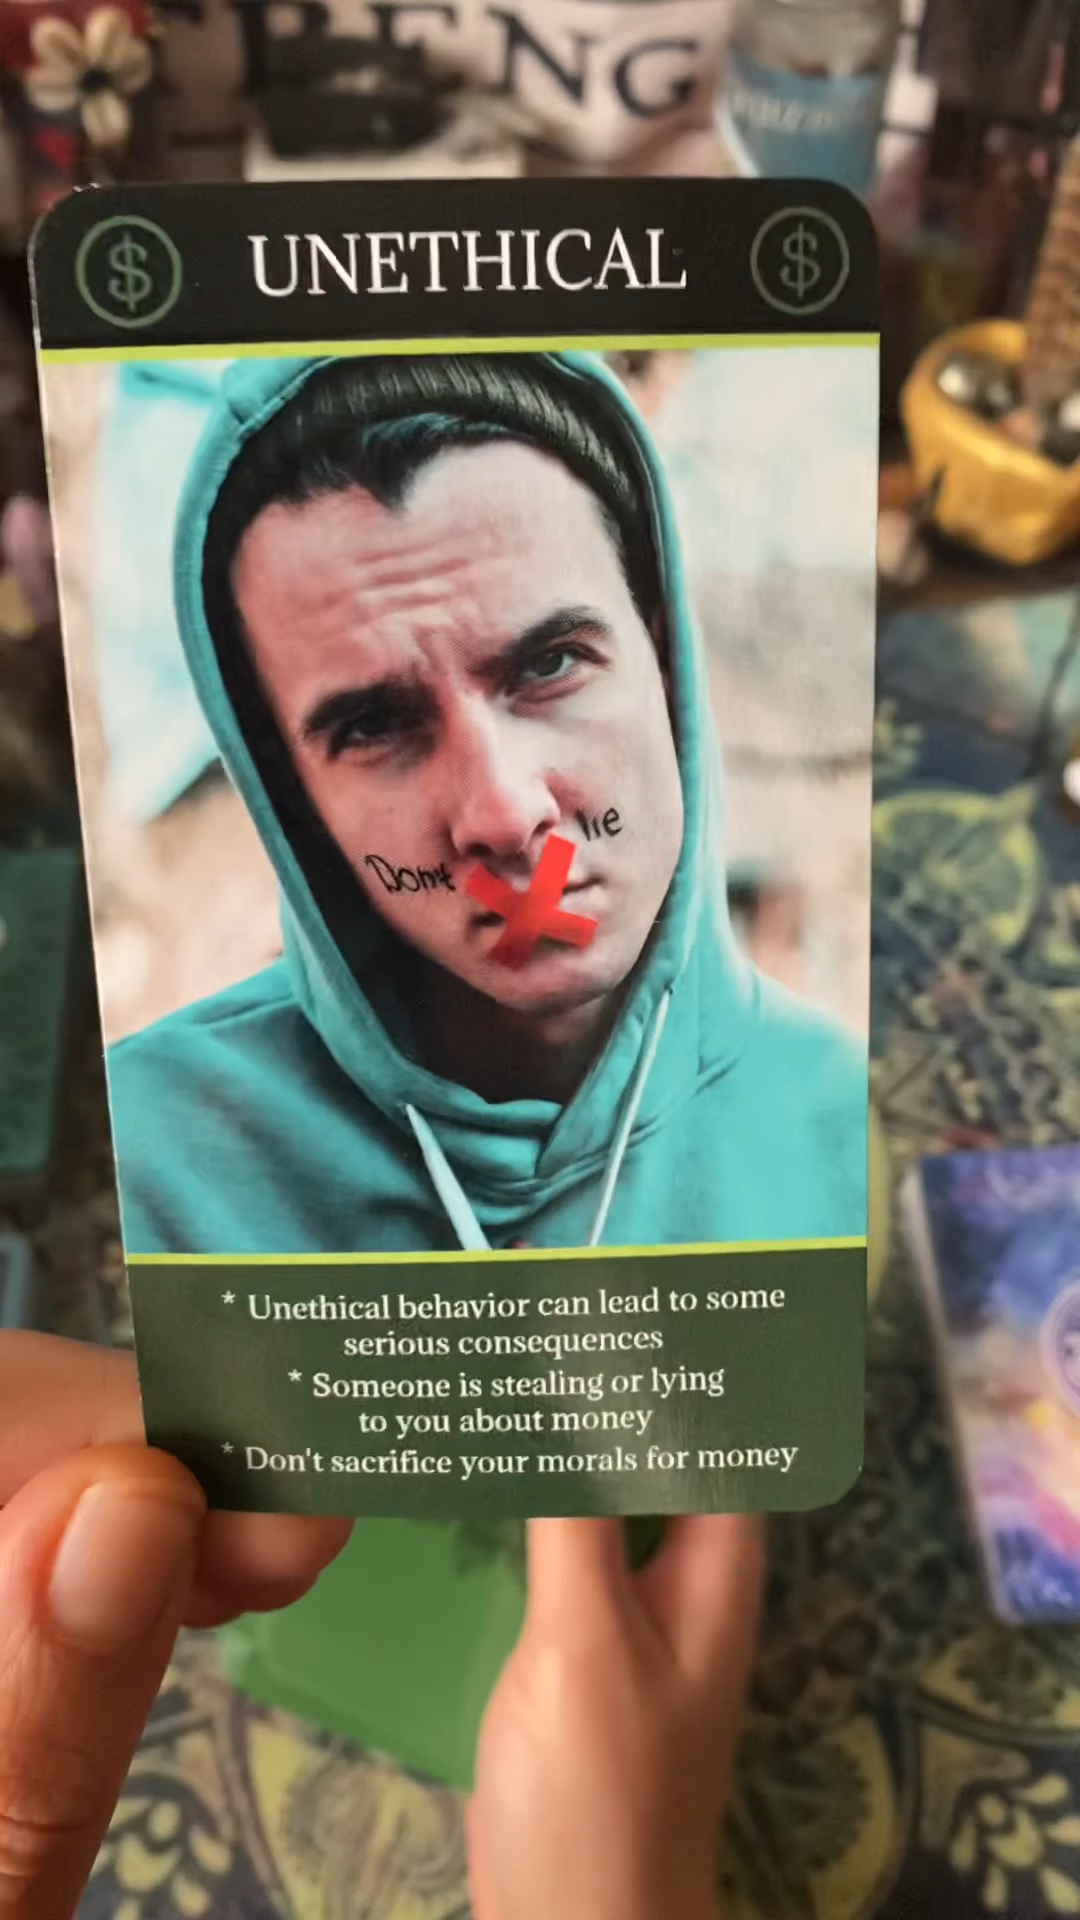 RENG
$ UNETHICAL $
Don't lie
* Unethical behavior can lead to some
serious consequences
* Someone is stealing or lying
to you about money
* Don't sacrifice your morals for money